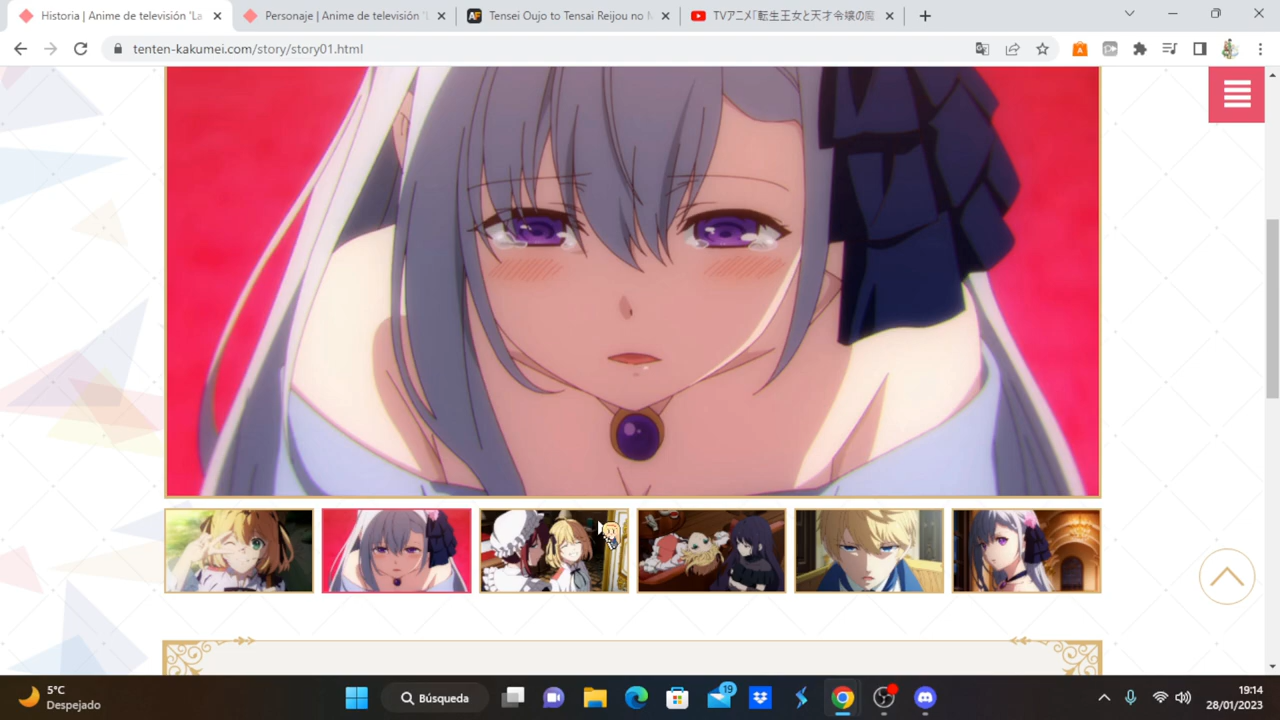 Historia | Anime de televisión 'La
Personaje | Anime de televisión 'L
Tensei Oujo to Tensai Reijou no M
TVアニメ「転生王女と天才令嬢の魔
tenten-kakumei.com/story/story01.html
5°C
Despejado
Búsqueda
19
19:14
28/01/2023